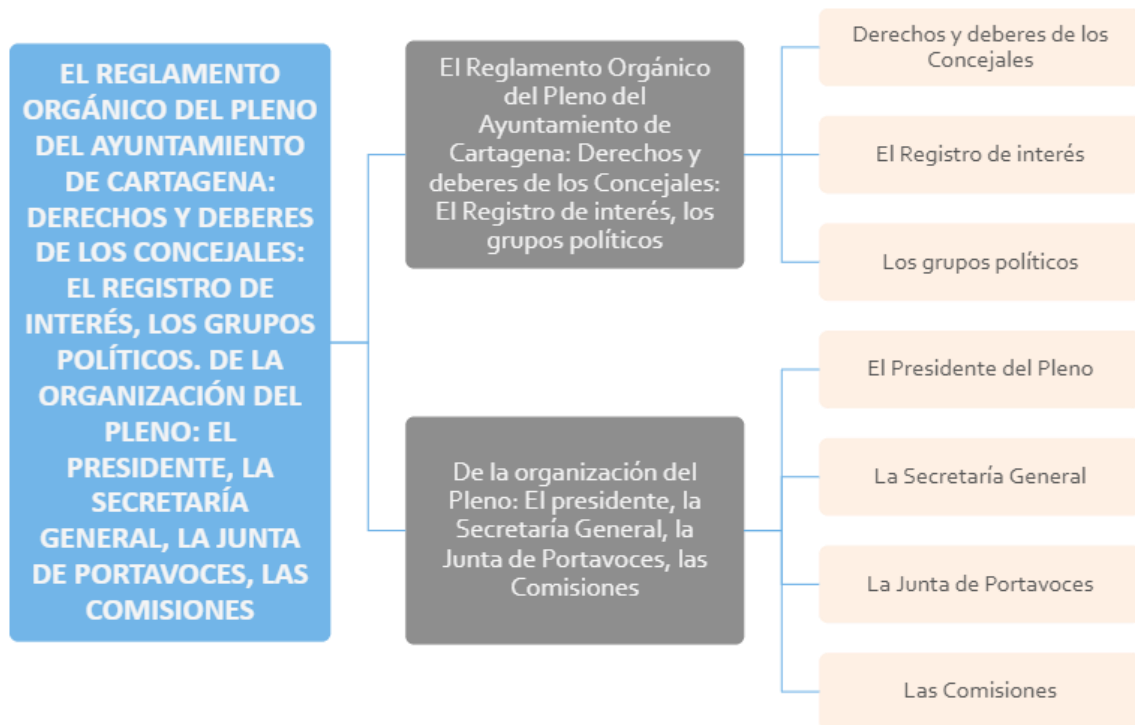 EL REGLAMENTO
ORGÁNICO DEL PLENO
DEL AYUNTAMIENTO
DE CARTAGENA:
DERECHOS Y DEBERES
DE LOS CONCEJALES:
EL REGISTRO DE
INTERÉS, LOS GRUPOS
POLÍTICOS. DE LA
ORGANIZACIÓN DEL
PLENO: EL
PRESIDENTE, LA
SECRETARÍA
GENERAL, LA JUNTA
DE PORTAVOCES, LAS
COMISIONES
El Reglamento Orgánico
del Pleno del
Ayuntamiento de
Cartagena: Derechos y
deberes de los Concejales:
El Registro de interés, los
grupos políticos
Derechos y deberes de los
Concejales
El Registro de interés
Los grupos políticos
De la organización del
Pleno: El presidente, la
Secretaría General, la
Junta de Portavoces, las
Comisiones
El Presidente del Pleno
La Secretaría General
La Junta de Portavoces
Las Comisiones